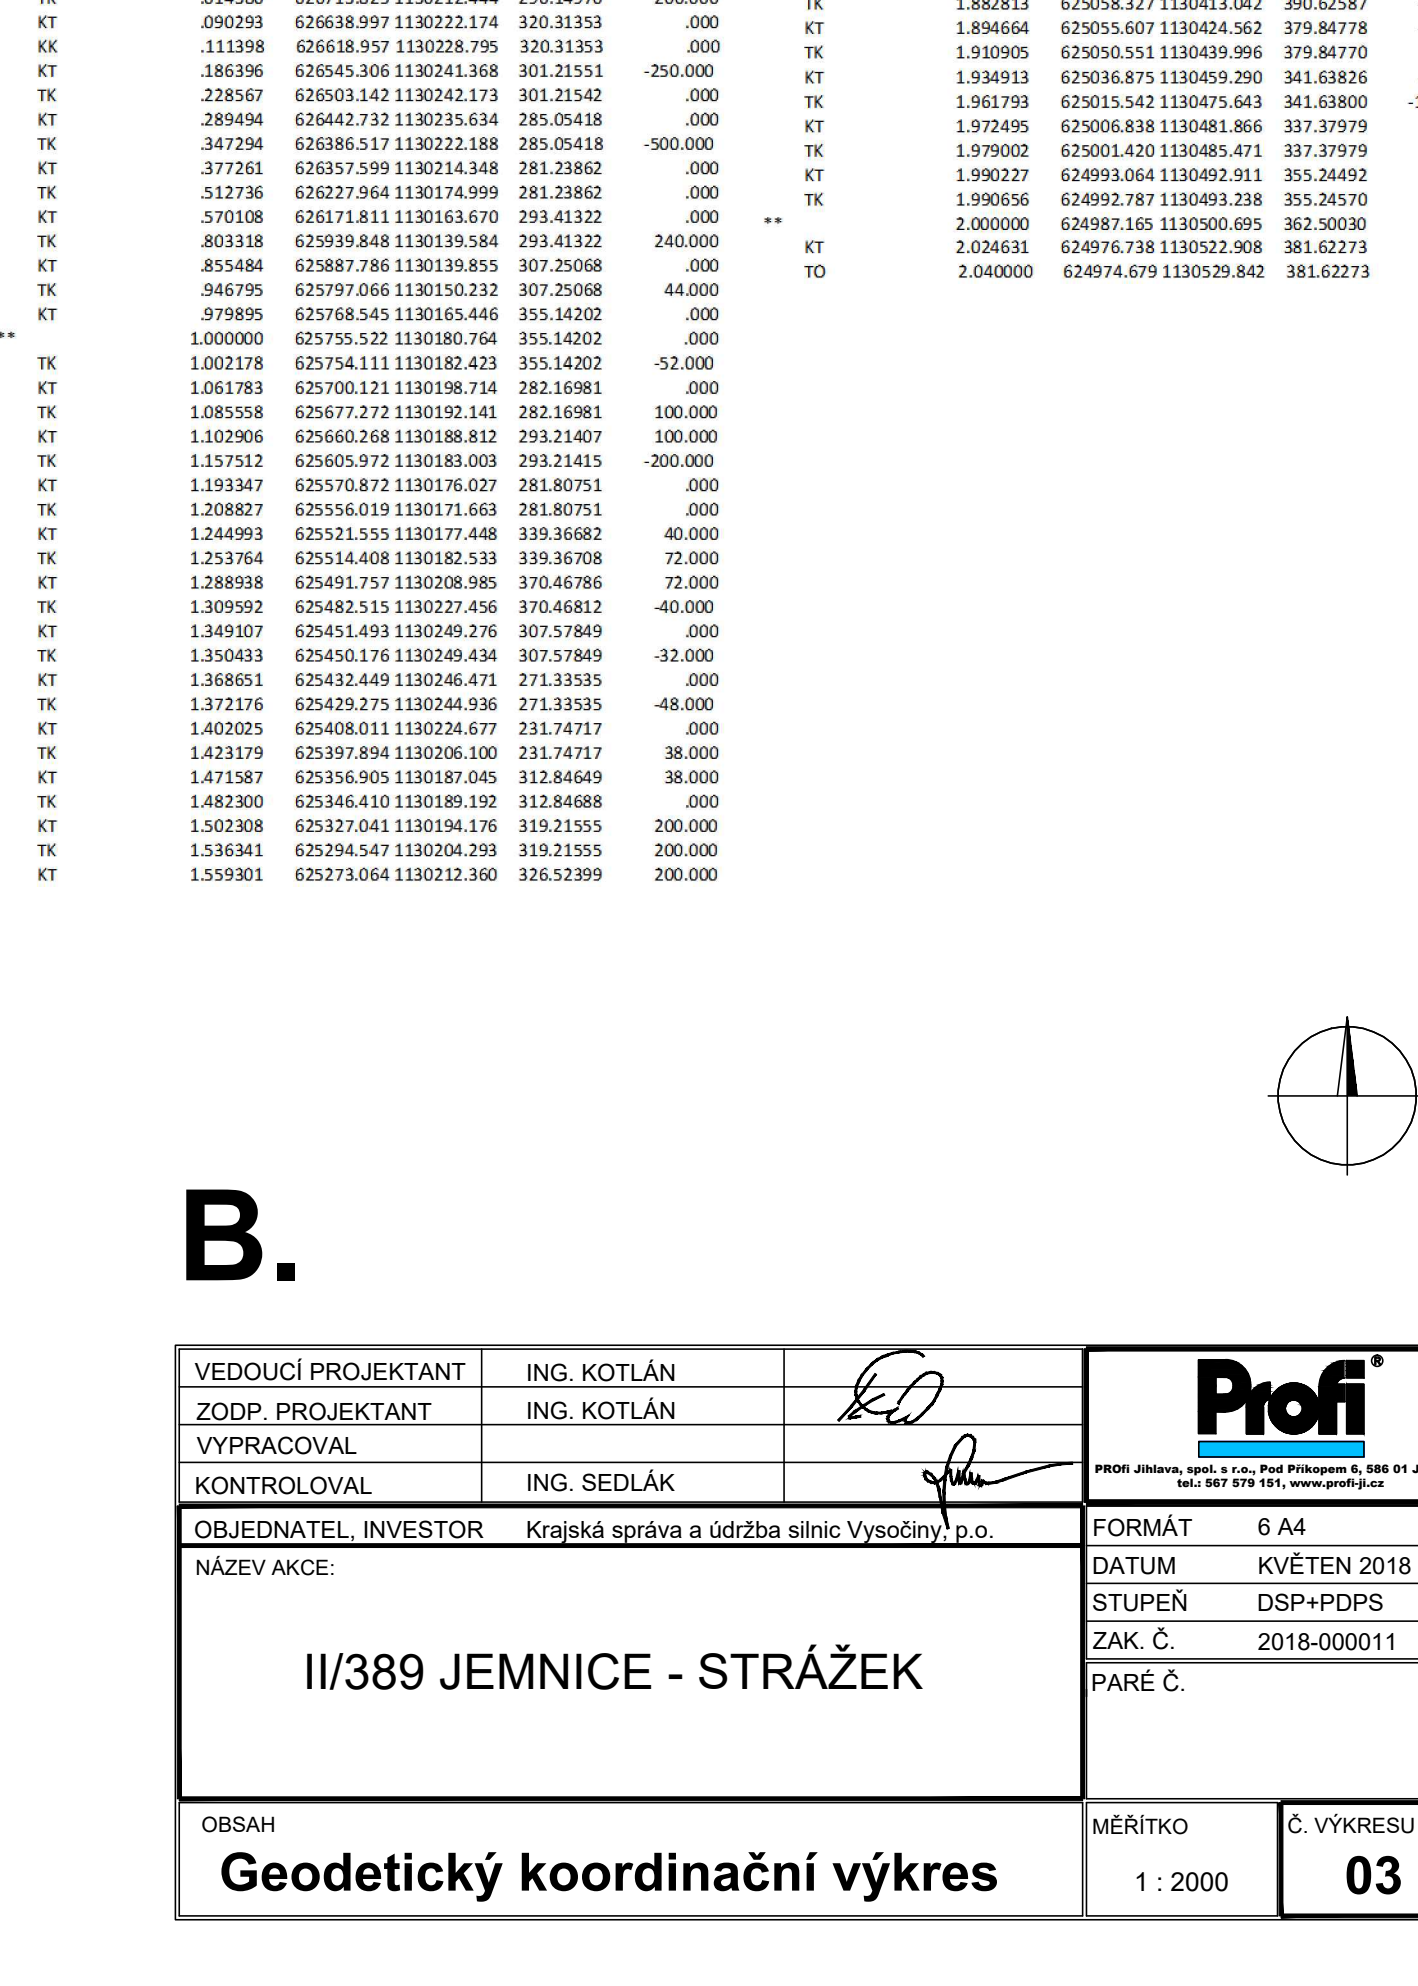 KT .090293 626638.997 1130222.174 320.31353 .000
KK .111398 626618.957 1130228.795 320.31353 .000
KT .186396 626545.306 1130241.368 301.21551 -250.000
TK .228567 626503.142 1130242.173 301.21542 .000
KT .289494 626442.732 1130235.634 285.05418 .000
TK .347294 626386.517 1130222.188 285.05418 -500.000
KT .377261 626357.599 1130214.348 281.23862 .000
TK .512736 626227.964 1130174.999 281.23862 .000
KT .570108 626171.811 1130163.670 293.41322 .000
TK .803318 625939.848 1130139.584 293.41322 240.000
KT .855484 625887.786 1130139.855 307.25068 .000
TK .946795 625797.066 1130150.232 307.25068 44.000
KT .979895 625768.545 1130165.446 355.14202 .000
** 1.000000 625755.522 1130180.764 355.14202 .000
TK 1.002178 625754.111 1130182.423 355.14202 -52.000
KT 1.061783 625700.121 1130198.714 282.16981 .000
TK 1.085558 625677.272 1130192.141 282.16981 100.000
KT 1.102906 625660.268 1130188.812 293.21407 100.000
TK 1.157512 625605.972 1130183.003 293.21415 -200.000
KT 1.193347 625570.872 1130176.027 281.80751 .000
TK 1.208827 625556.019 1130171.663 281.80751 .000
KT 1.244993 625521.555 1130177.448 339.36682 40.000
TK 1.253764 625514.408 1130182.533 339.36708 72.000
KT 1.288938 625491.757 1130208.985 370.46786 72.000
TK 1.309592 625482.515 1130227.456 370.46812 -40.000
KT 1.349107 625451.493 1130249.276 307.57849 .000
TK 1.350433 625450.176 1130249.434 307.57849 -32.000
KT 1.368651 625432.449 1130246.471 271.33535 .000
TK 1.372176 625429.275 1130244.936 271.33535 -48.000
KT 1.402025 625408.011 1130224.677 231.74717 .000
TK 1.423179 625397.894 1130206.100 231.74717 38.000
KT 1.471587 625356.905 1130187.045 312.84649 38.000
TK 1.482300 625346.410 1130189.192 312.84688 .000
KT 1.502308 625327.041 1130194.176 319.21555 200.000
TK 1.536341 625294.547 1130204.293 319.21555 200.000
KT 1.559301 625273.064 1130212.360 326.52399 200.000
TK 1.882813 625058.327 1130413.042 390.62587
KT 1.894664 625055.607 1130424.562 379.84778
TK 1.910905 625050.551 1130439.996 379.84770
KT 1.934913 625036.875 1130459.290 341.63826
TK 1.961793 625015.542 1130475.643 341.63800
KT 1.972495 625006.838 1130481.866 337.37979
TK 1.979002 625001.420 1130485.471 337.37979
KT 1.990227 624993.064 1130492.911 355.24492
TK 1.990656 624992.787 1130493.238 355.24570
** 2.000000 624987.165 1130500.695 362.50030
KT 2.024631 624976.738 1130522.908 381.62273
TO 2.040000 624974.679 1130529.842 381.62273
B.
VEDOUCÍ PROJEKTANT ING. KOTLÁN
ZODP. PROJEKTANT ING. KOTLÁN
VYPRACOVAL
KONTROLOVAL ING. SEDLÁK
OBJEDNATEL, INVESTOR Krajská správa a údržba silnic Vysočiny, p.o.
NÁZEV AKCE:
II/389 JEMNICE - STRÁŽEK
OBSAH
Geodetický koordinační výkres
Profi®
PROfi Jihlava, spol. s r.o., Pod Příkopem 6, 586 01 J
tel.: 567 579 151, www.profi-ji.cz
FORMÁT 6 A4
DATUM KVĚTEN 2018
STUPEŇ DSP+PDPS
ZAK. Č. 2018-000011
PARÉ Č.
MĚŘÍTKO
1 : 2000
Č. VÝKRESU
03